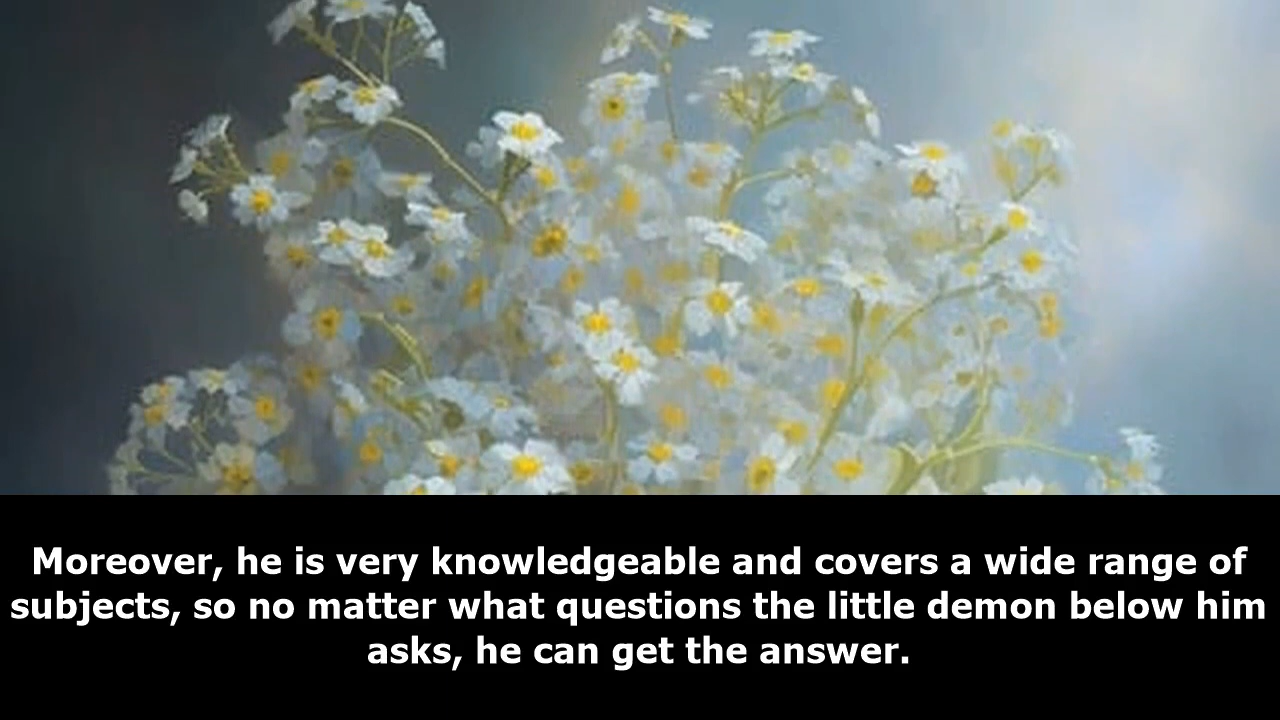 Moreover, he is very knowledgeable and covers a wide range of
subjects, so no matter what questions the little demon below him
asks, he can get the answer.